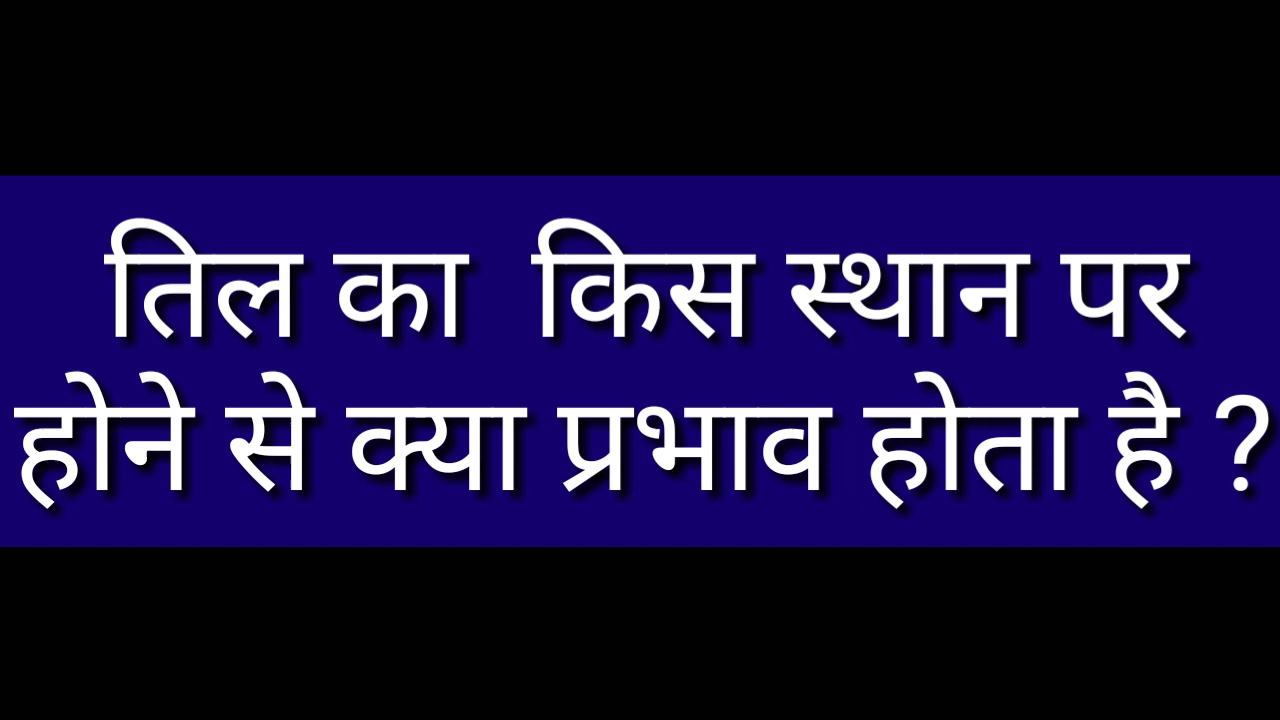 तिल का किस स्थान पर
होने से क्या प्रभाव होता है ?